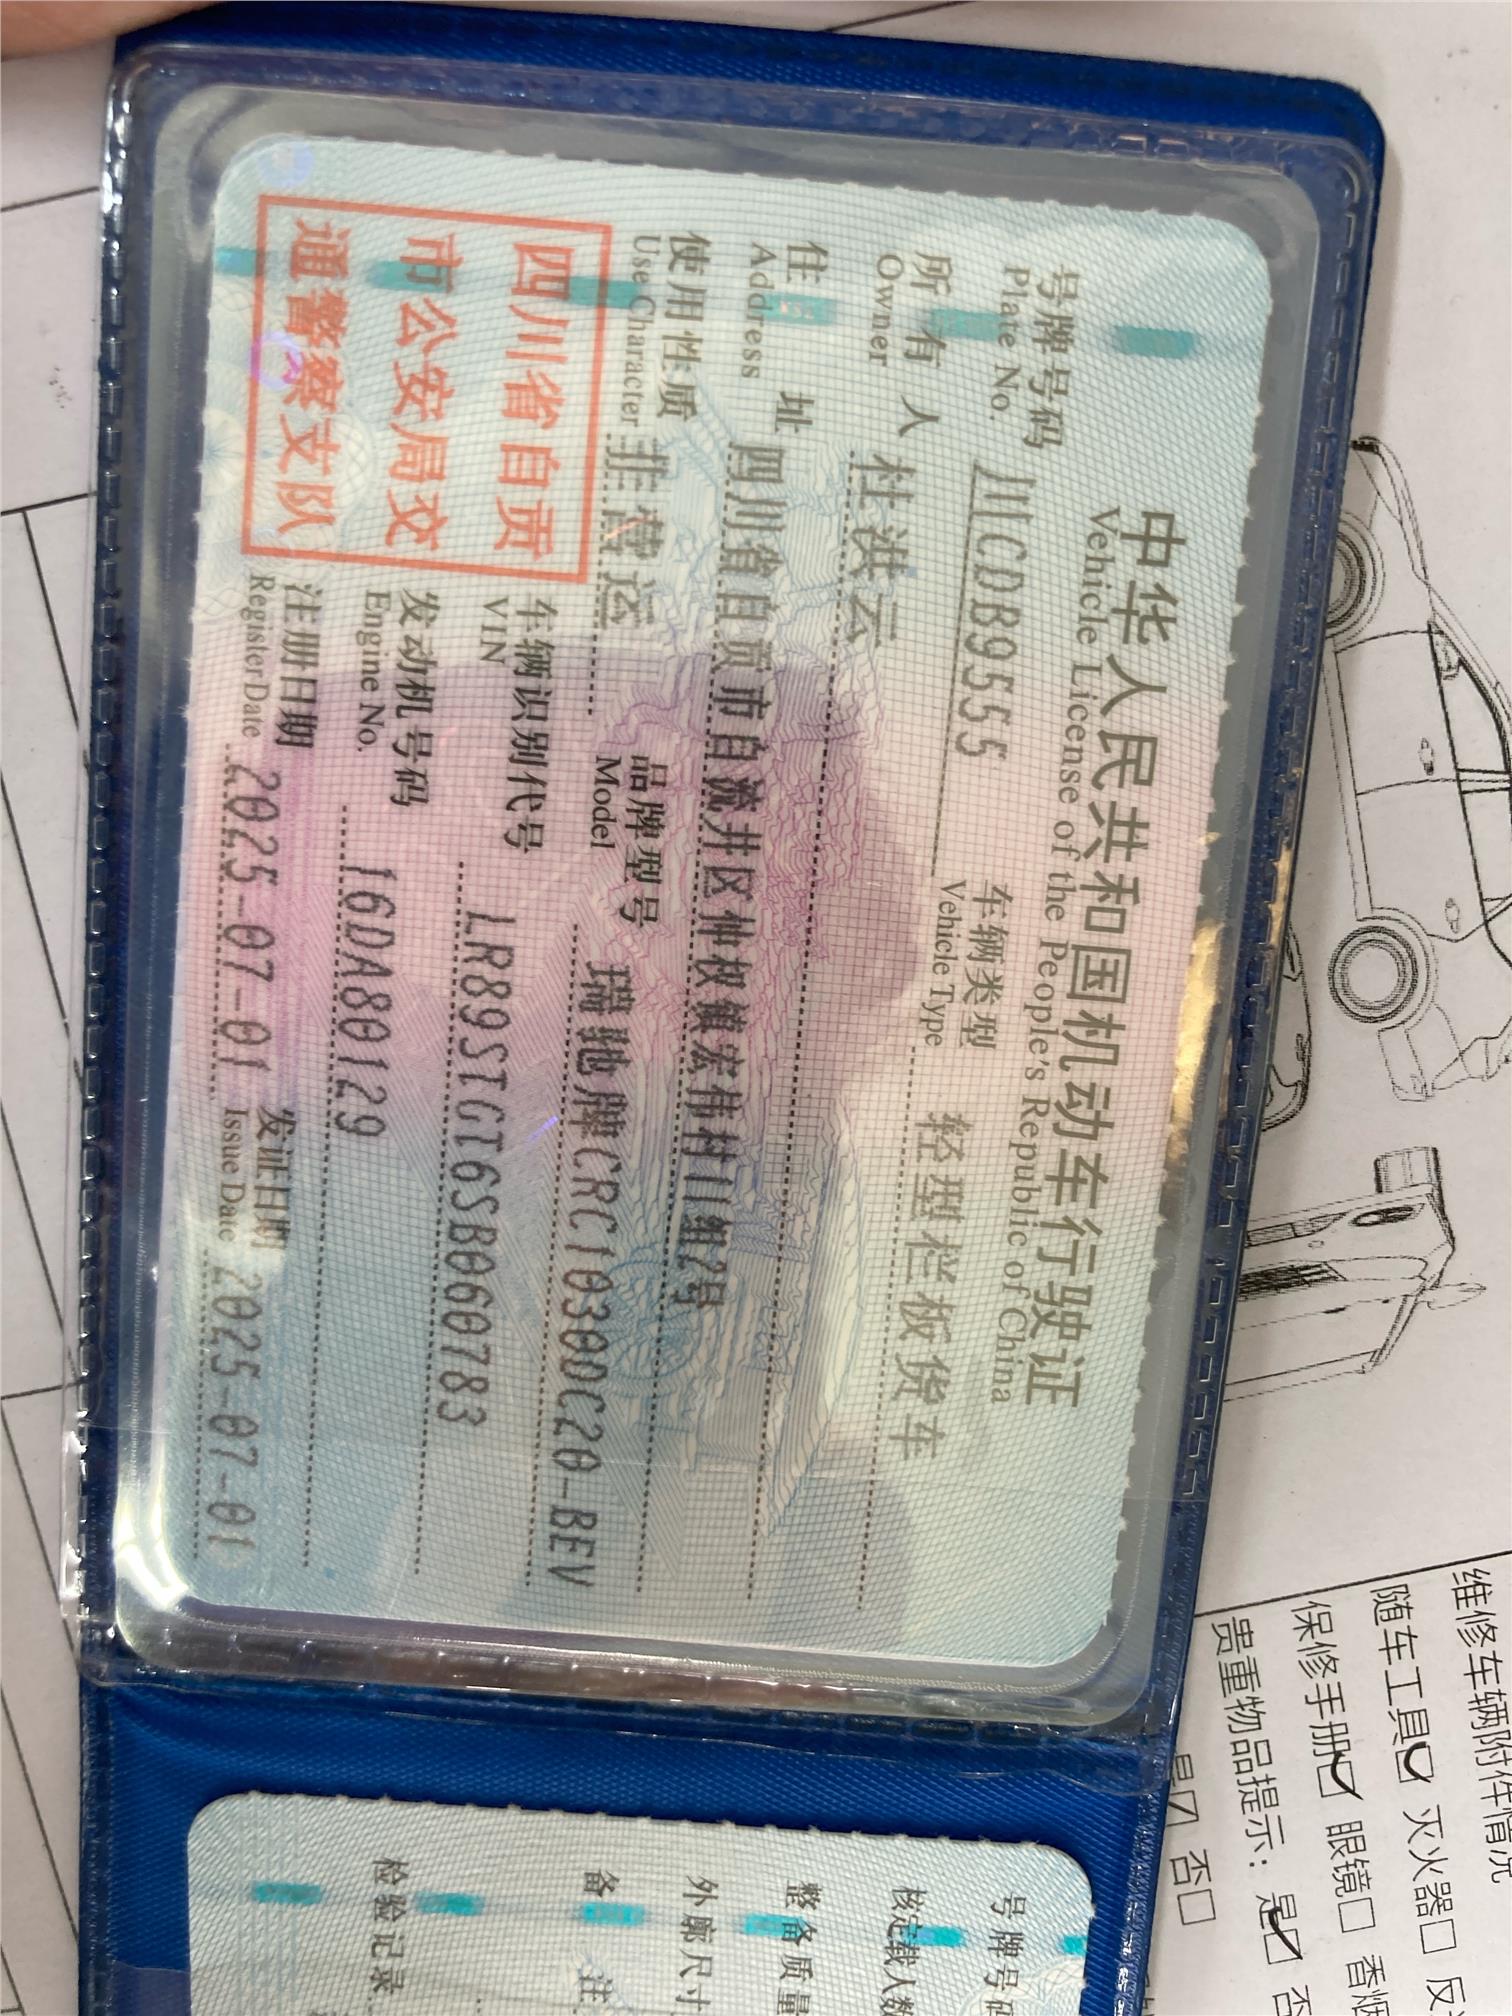 中华人民共和国机动车行驶证
Vehicle License of the People's Republic of China
号牌号码 川CDB9555 车辆类型 轻型栏板货车
Plate No. Vehicle Type
所有人 杜洪云
Owner
住址 四川省自贡市自流井区仲权镇宏伟村11组2号
Address
使用性质 非营运 品牌型号 瑞驰牌CRC1030DC20-BEV
Use Character Model
四川省自贡
市公安局交
通警察支队
车辆识别代号 LR89STGT6SB060783
VIN
发动机号码 16DA80129
Engine No.
注册日期 2025-07-01 发证日期 2025-07-01
Register Date Issue Date
号牌号码
核定载人数
整备质量
外廓尺寸
备注
检验记录
维修车辆附件情况
随车工具 灭火器
保修手册 眼镜 香烟
贵重物品提示：是 否
是 否